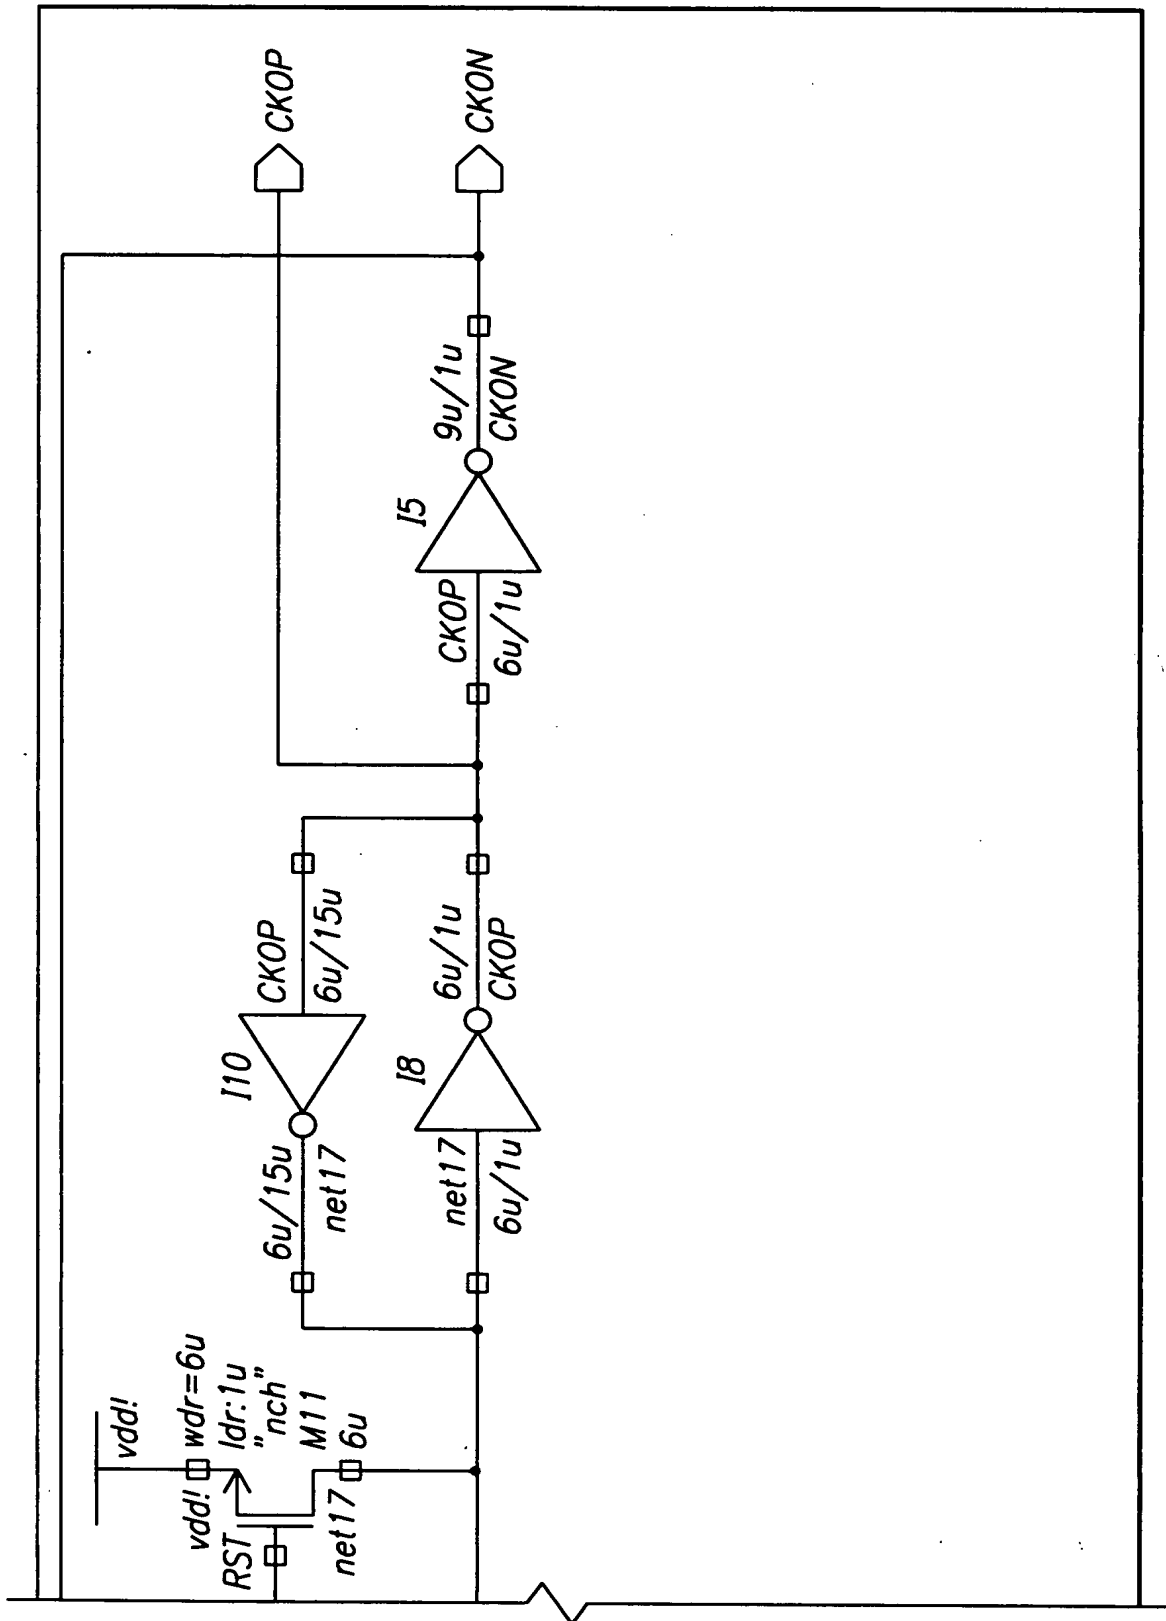 CKOP
CKON
9u/1u
CKON
I5
CKOP
6u/1u
CKOP
6u/15u
6u/1u
CKOP
I10
I8
6u/15u
net17
net17
6u/1u
vdd!
wdr=6u
ldr:1u
"nch"
M11
6u
vdd!
RST
net17